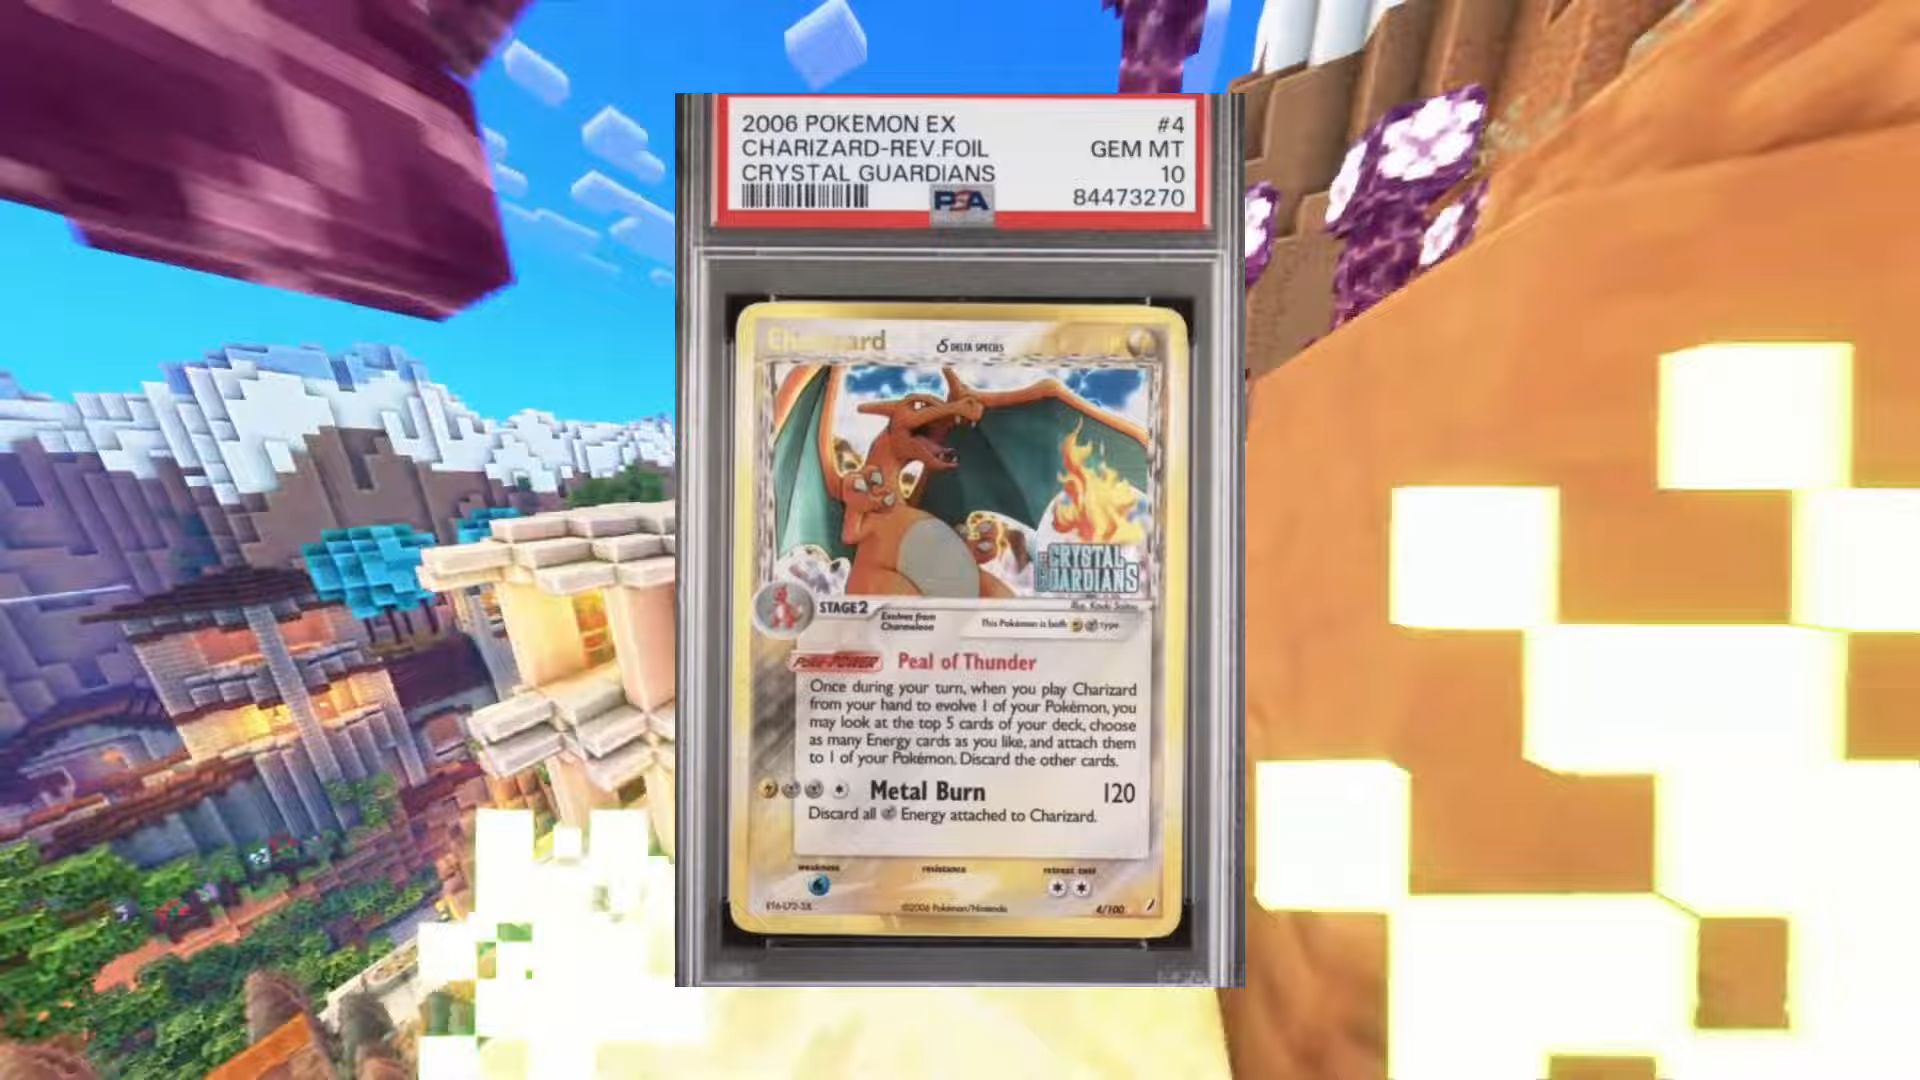 2006 POKEMON EX #4
CHARIZARD-REV.FOIL GEM MT
CRYSTAL GUARDIANS 10
PSA 84473270
Charizard δ DELTA SPECIES
CRYSTAL
GUARDIANS
STAGE 2
Evolves from
Charmeleon
Illus. Kouki Saitou
This Pokémon is both type.
POKé-POWER Peal of Thunder
Once during your turn, when you play Charizard
from your hand to evolve 1 of your Pokémon, you
may look at the top 5 cards of your deck, choose
as many Energy cards as you like, and attach them
to 1 of your Pokémon. Discard the other cards.
Metal Burn 120
Discard all Energy attached to Charizard.
weakness resistance retreat cost
©2006 Pokémon/Nintendo 4/100